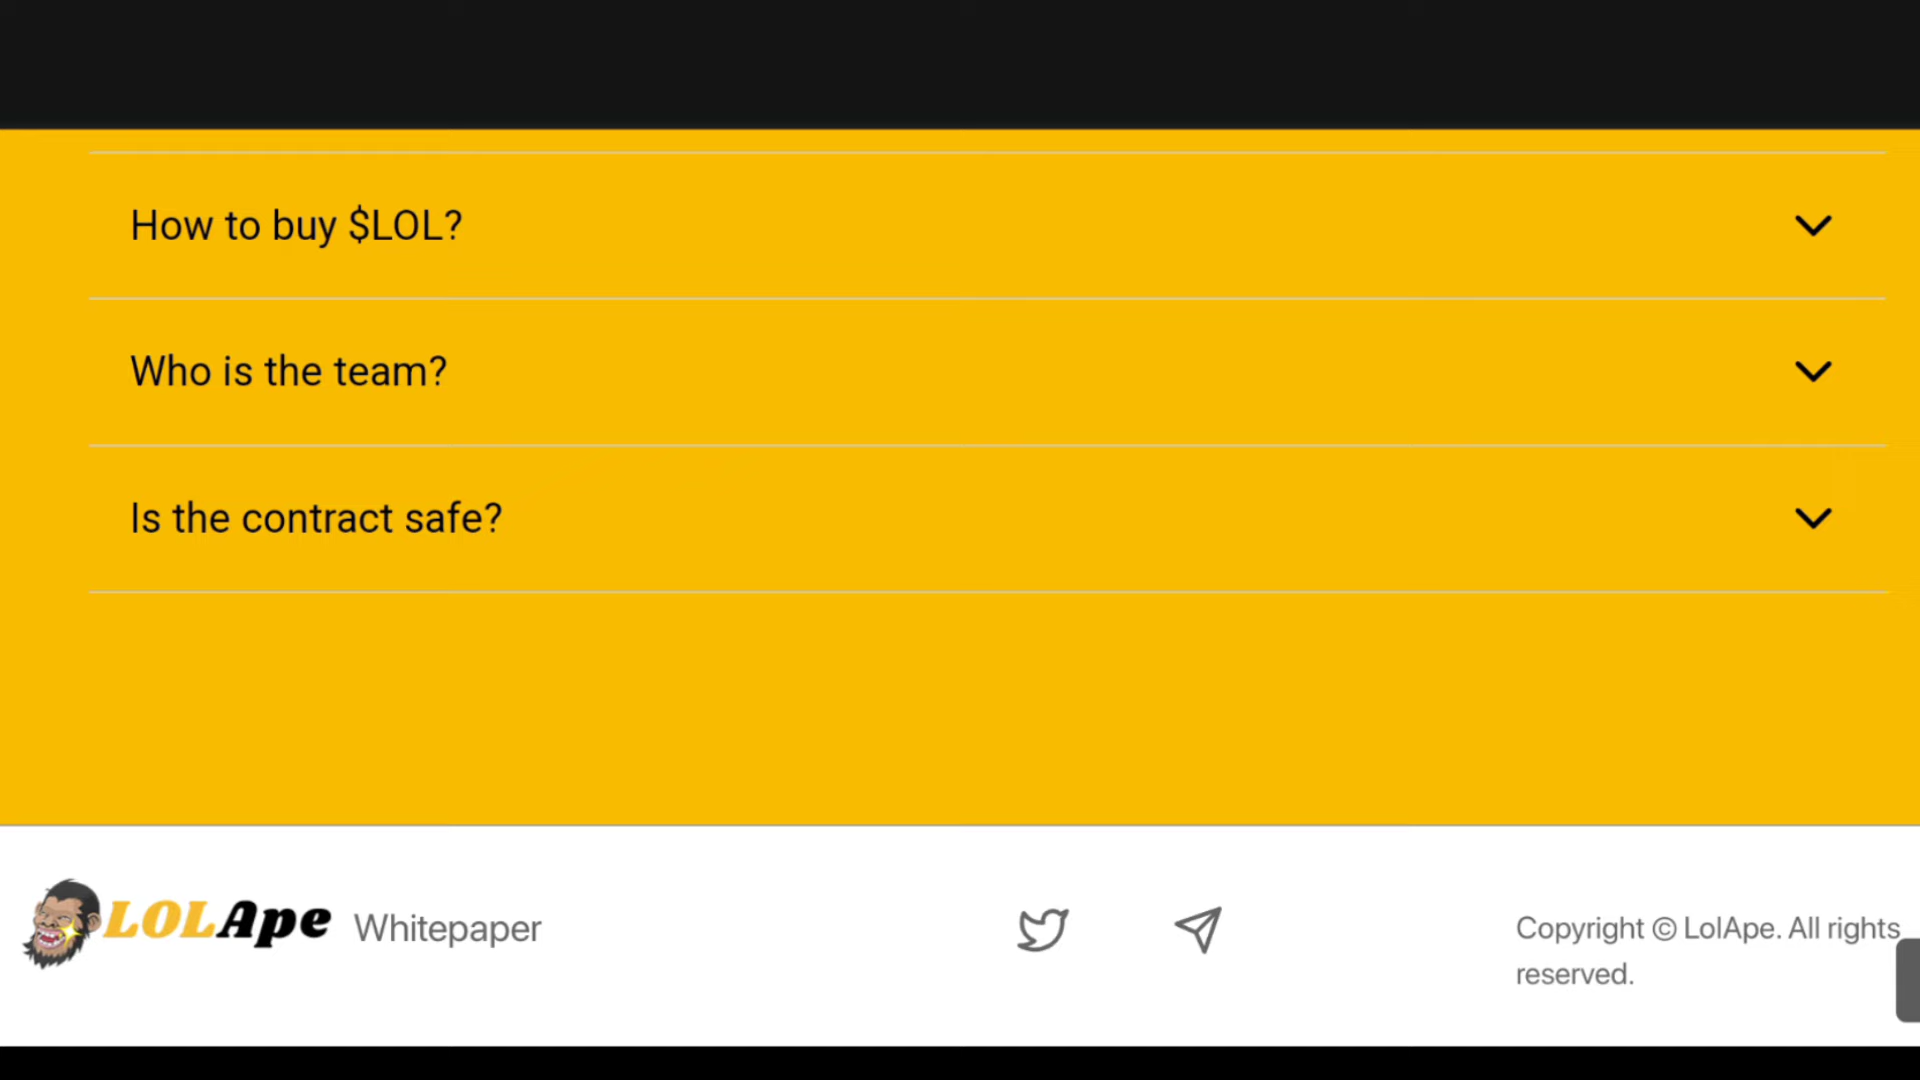 How to buy $LOL?
Who is the team?
Is the contract safe?
LOLApe
Whitepaper
Copyright © LolApe. All rights
reserved.